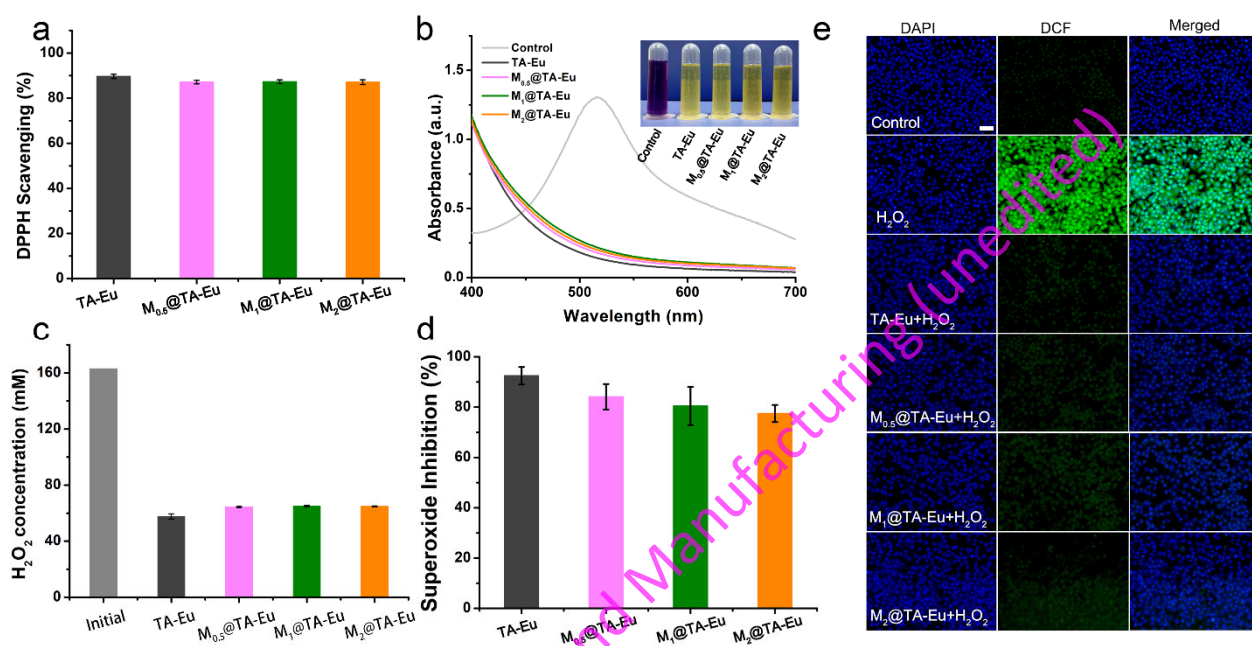 a
DPPH Scavenging (%)
100
80
60
40
20
0
TA-Eu
M0.5@TA-Eu
M1@TA-Eu
M2@TA-Eu
b
Absorbance (a.u.)
1.5
1.0
0.5
0.0
400
500
600
700
Wavelength (nm)
Control
TA-Eu
M0.5@TA-Eu
M1@TA-Eu
M2@TA-Eu
Control
TA-Eu
M0.5@TA-Eu
M1@TA-Eu
M2@TA-Eu
c
H2O2 concentration (mM)
160
120
80
40
0
Initial
TA-Eu
M0.5@TA-Eu
M1@TA-Eu
M2@TA-Eu
d
Superoxide Inhibition (%)
100
80
60
40
20
0
TA-Eu
M0.5@TA-Eu
M1@TA-Eu
M2@TA-Eu
e
DAPI
DCF
Merged
Control
H2O2
TA-Eu+H2O2
M0.5@TA-Eu+H2O2
M1@TA-Eu+H2O2
M2@TA-Eu+H2O2
and Manufacturing (unedited)